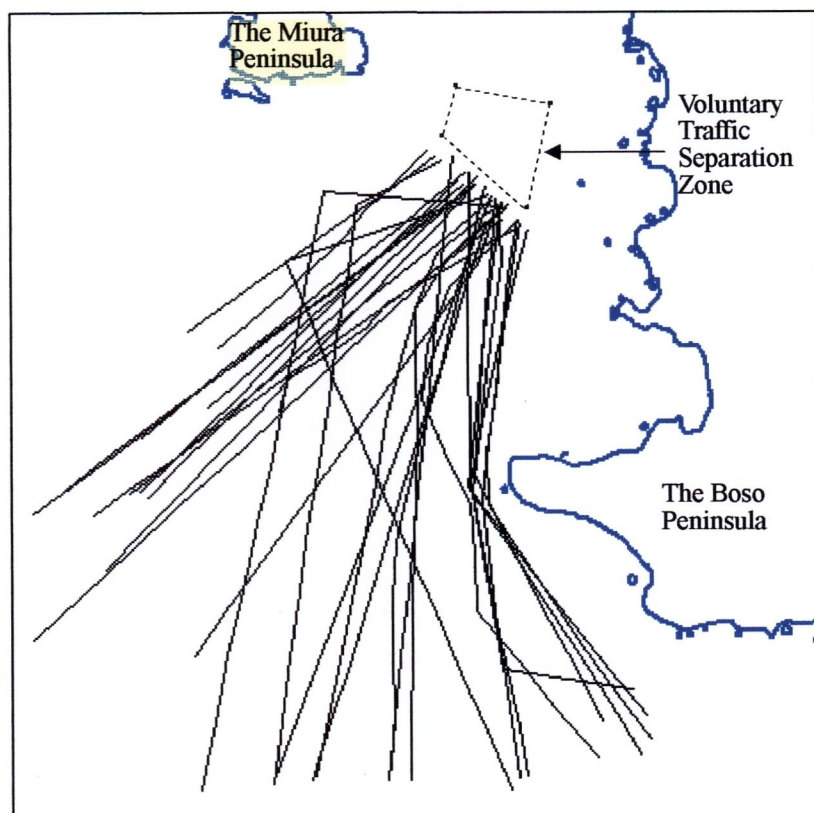 The Miura
Peninsula
Voluntary
Traffic
Separation
Zone
The Boso
Peninsula